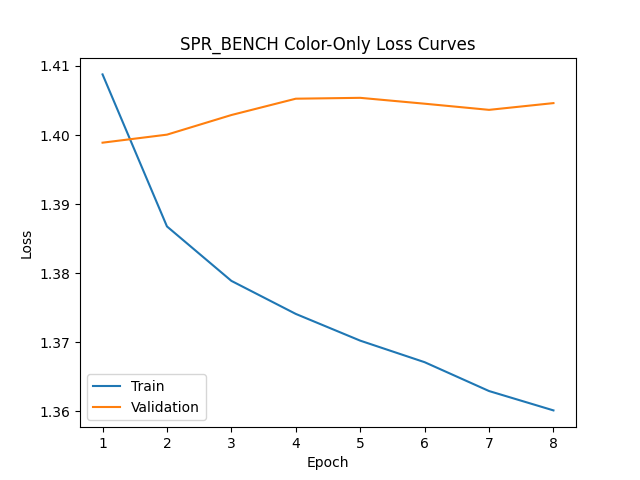 SPR_BENCH Color-Only Loss Curves
1.41
1.40
1.39
1.38
1.37
1.36
Loss
Train
Validation
1 2 3 4 5 6 7 8
Epoch